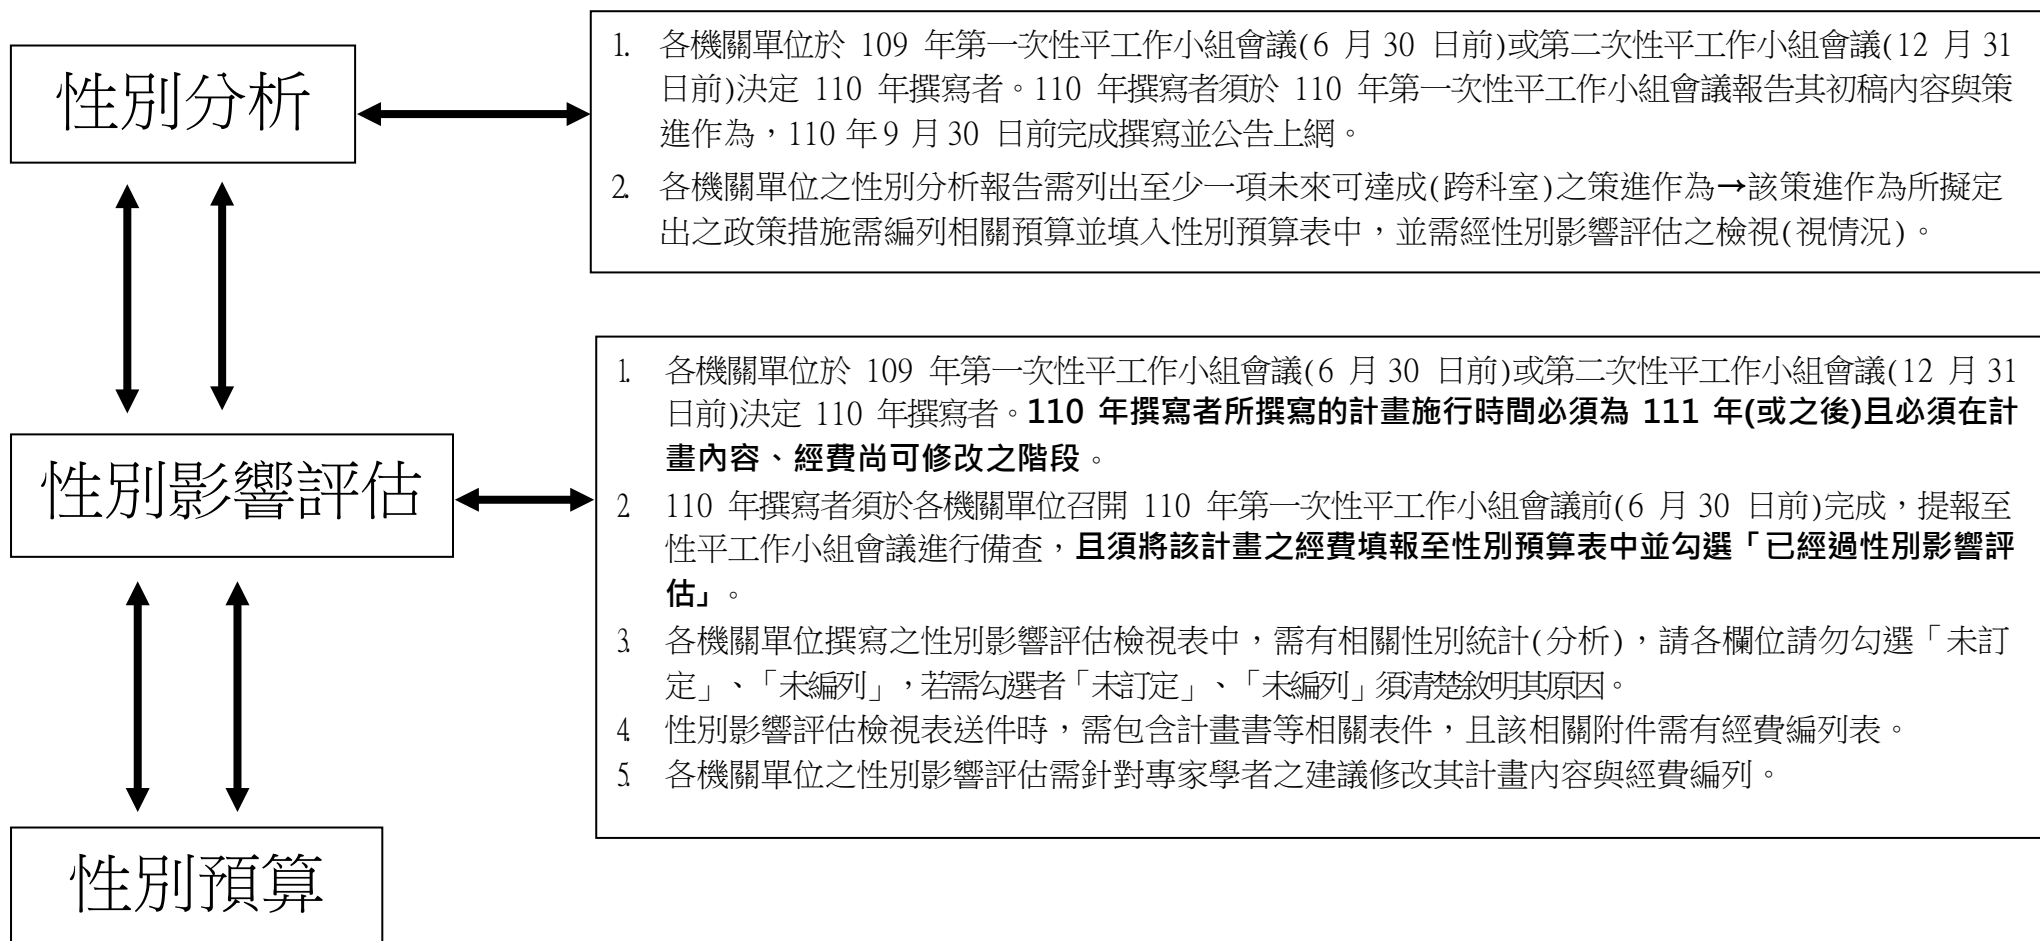 性別分析
1. 各機關單位於 109 年第一次性平工作小組會議(6 月 30 日前)或第二次性平工作小組會議(12 月 31
日前)決定 110 年撰寫者。110 年撰寫者須於 110 年第一次性平工作小組會議報告其初稿內容與策
進作為，110 年 9 月 30 日前完成撰寫並公告上網。
2. 各機關單位之性別分析報告需列出至少一項未來可達成(跨科室)之策進作為→該策進作為所擬定
出之政策措施需編列相關預算並填入性別預算表中，並需經性別影響評估之檢視(視情況)。
性別影響評估
1. 各機關單位於 109 年第一次性平工作小組會議(6 月 30 日前)或第二次性平工作小組會議(12 月 31
日前)決定 110 年撰寫者。110 年撰寫者所撰寫的計畫施行時間必須為 111 年(或之後)且必須在計
畫內容、經費尚可修改之階段。
2. 110 年撰寫者須於各機關單位召開 110 年第一次性平工作小組會議前(6 月 30 日前)完成，提報至
性平工作小組會議進行備查，且須將該計畫之經費填報至性別預算表中並勾選「已經過性別影響評
估」。
3. 各機關單位撰寫之性別影響評估檢視表中，需有相關性別統計(分析)，請各欄位請勿勾選「未訂
定」、「未編列」，若需勾選者「未訂定」、「未編列」須清楚敘明其原因。
4. 性別影響評估檢視表送件時，需包含計畫書等相關表件，且該相關附件需有經費編列表。
5. 各機關單位之性別影響評估需針對專家學者之建議修改其計畫內容與經費編列。
性別預算